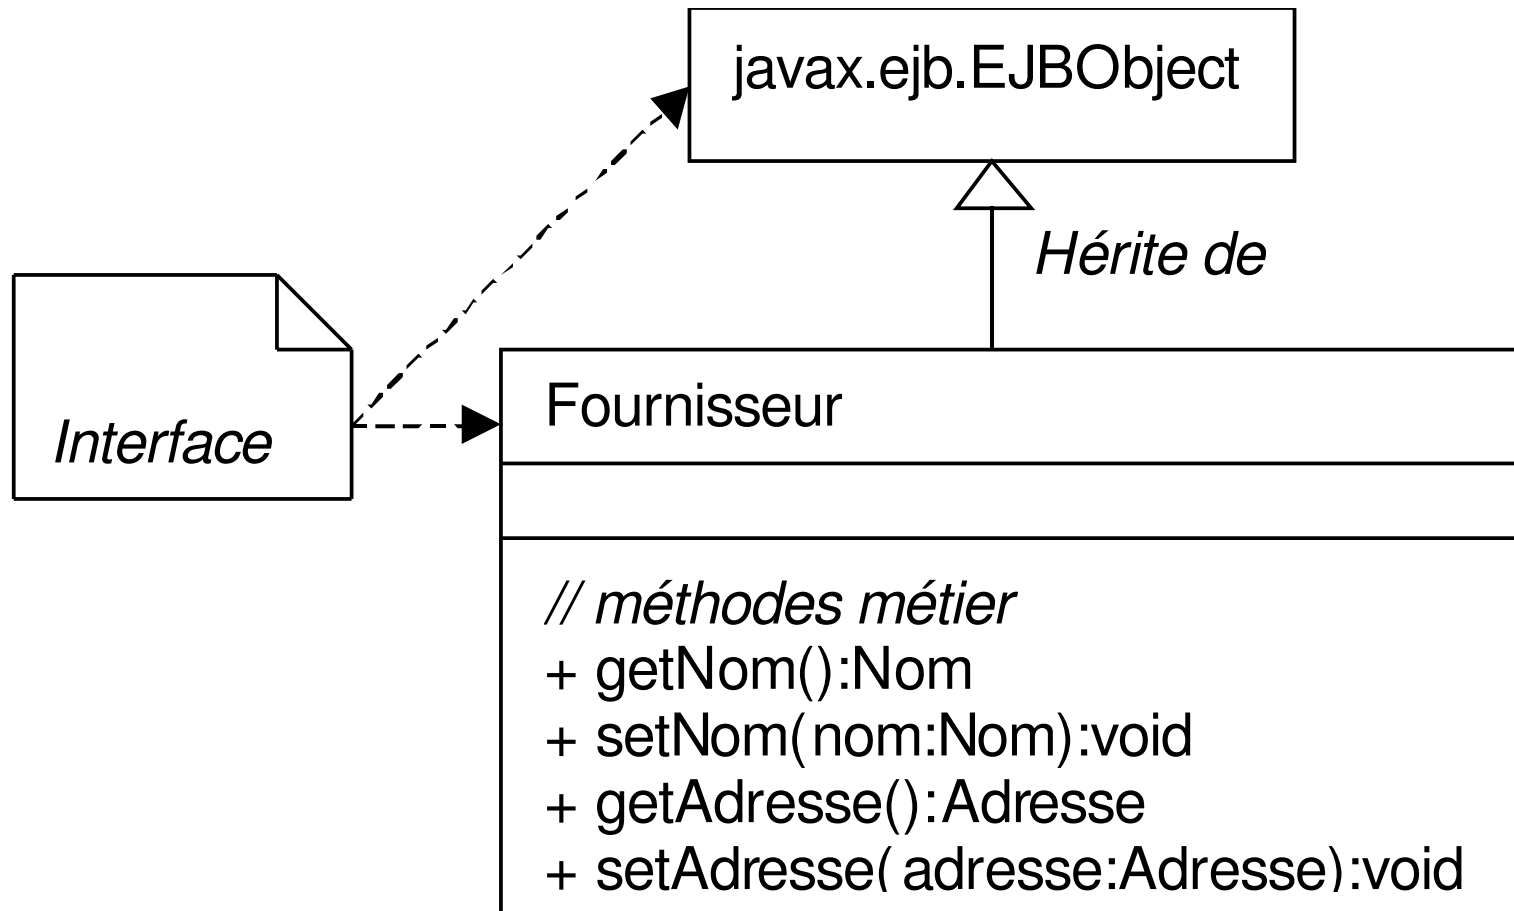 javax.ejb.EJBObject
Hérite de
Interface
Fournisseur
// méthodes métier
+ getNom():Nom
+ setNom(nom:Nom):void
+ getAdresse():Adresse
+ setAdresse(adresse:Adresse):void